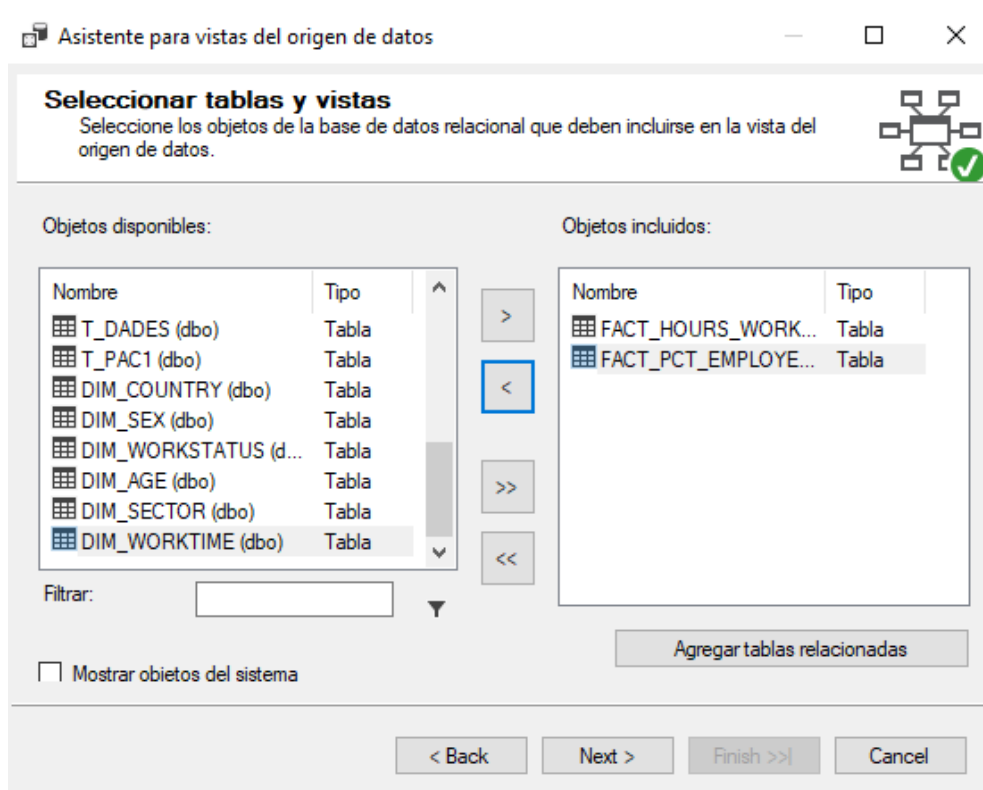 Asistente para vistas del origen de datos
Seleccionar tablas y vistas
Seleccione los objetos de la base de datos relacional que deben incluirse en la vista del
origen de datos.
Objetos disponibles:
Nombre Tipo
T_DADES (dbo) Tabla
T_PAC1 (dbo) Tabla
DIM_COUNTRY (dbo) Tabla
DIM_SEX (dbo) Tabla
DIM_WORKSTATUS (d... Tabla
DIM_AGE (dbo) Tabla
DIM_SECTOR (dbo) Tabla
DIM_WORKTIME (dbo) Tabla
Filtrar:
Mostrar objetos del sistema
>
<
>>
<<
Objetos incluidos:
Nombre Tipo
FACT_HOURS_WORK... Tabla
FACT_PCT_EMPLOYE... Tabla
Agregar tablas relacionadas
< Back Next > Finish >>| Cancel